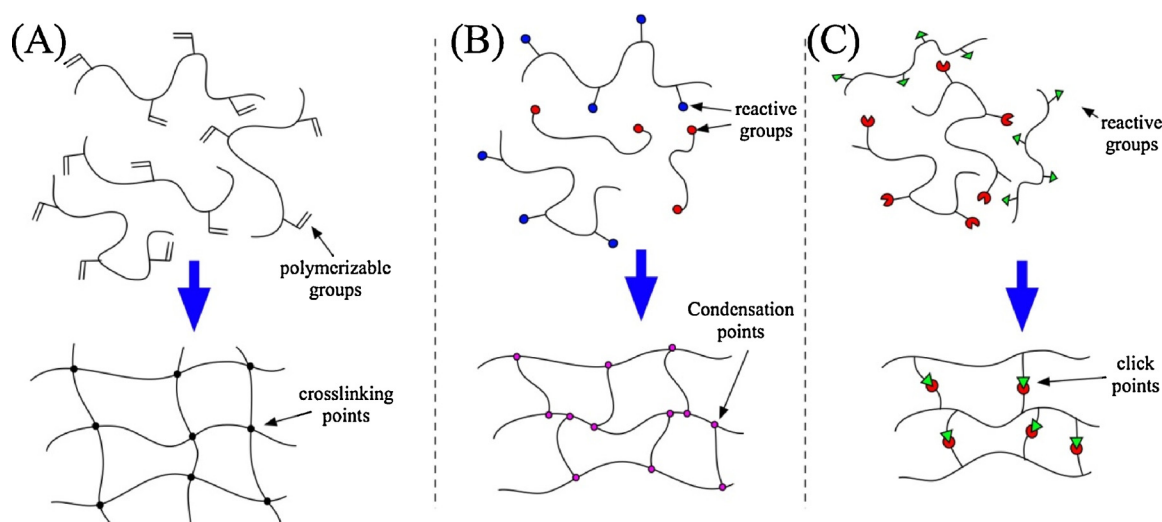 (A)
polymerizable
groups
crosslinking
points
(B)
reactive
groups
Condensation
points
(C)
reactive
groups
click
points